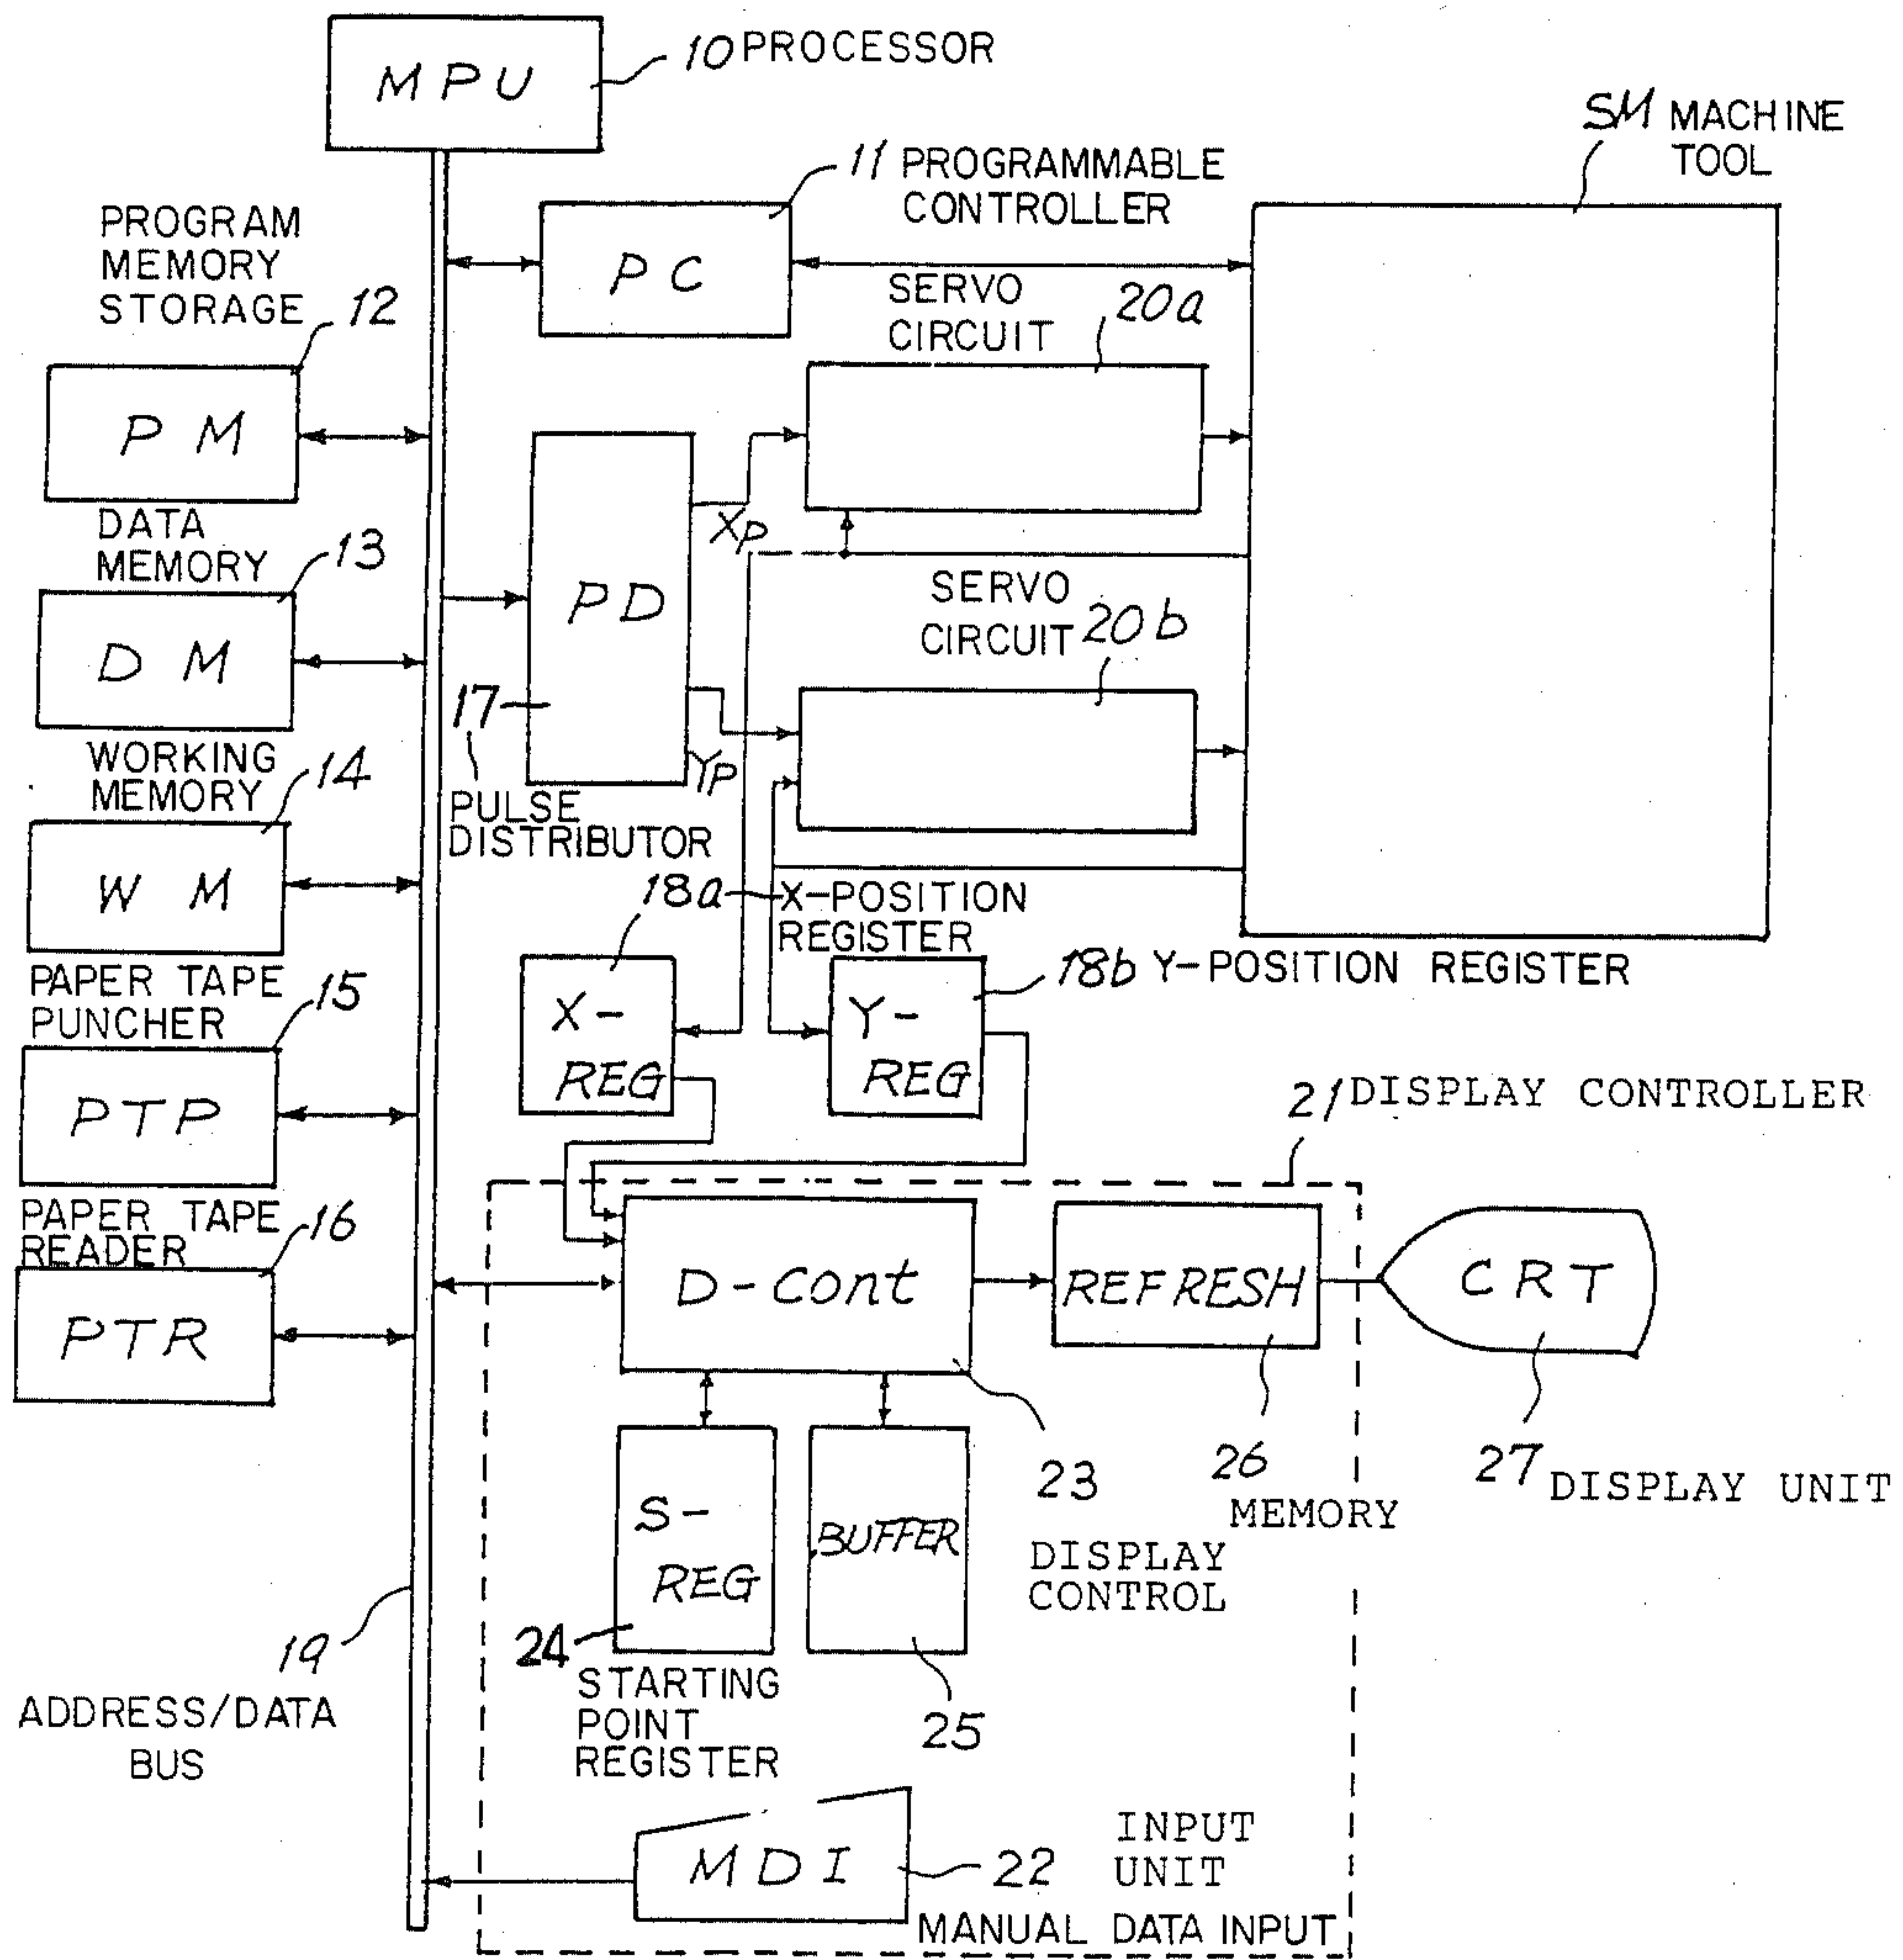 MPU
10 PROCESSOR
SM MACHINE
TOOL
11 PROGRAMMABLE
CONTROLLER
PC
PROGRAM
MEMORY
STORAGE
12
PM
SERVO
CIRCUIT
20a
DATA
MEMORY
13
DM
XP
PD
17
YP
PULSE
DISTRIBUTOR
SERVO
CIRCUIT
20b
WORKING
MEMORY
14
WM
18a
X-POSITION
REGISTER
X-
REG
18b Y-POSITION REGISTER
Y-
REG
PAPER TAPE
PUNCHER
15
PTP
21 DISPLAY CONTROLLER
PAPER TAPE
READER
16
PTR
D-Cont
REFRESH
CRT
23
DISPLAY
CONTROL
26
MEMORY
27 DISPLAY UNIT
S-
REG
BUFFER
24
STARTING
POINT
REGISTER
25
19
ADDRESS/DATA
BUS
MDI
22
INPUT
UNIT
MANUAL DATA INPUT